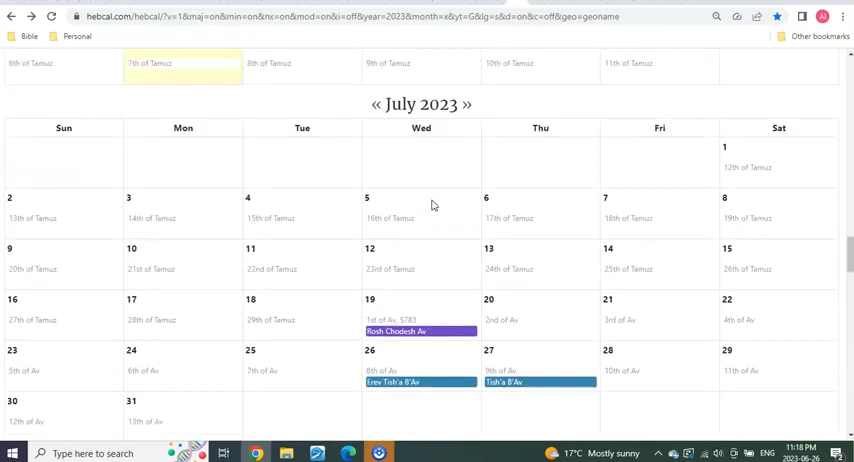 hebcal.com/hebcal/?v=1&maj=on&min=on&nx=on&mod=on&i=off&year=2023&month=x&yt=G&lg=s&d=on&c=off&geo=geoname
Bible Personal Other bookmarks
6th of Tamuz 7th of Tamuz 8th of Tamuz 9th of Tamuz 10th of Tamuz 11th of Tamuz
« July 2023 »
Sun Mon Tue Wed Thu Fri Sat
1
12th of Tamuz
2 3 4 5 6 7 8
13th of Tamuz 14th of Tamuz 15th of Tamuz 16th of Tamuz 17th of Tamuz 18th of Tamuz 19th of Tamuz
9 10 11 12 13 14 15
20th of Tamuz 21st of Tamuz 22nd of Tamuz 23rd of Tamuz 24th of Tamuz 25th of Tamuz 26th of Tamuz
16 17 18 19 20 21 22
27th of Tamuz 28th of Tamuz 29th of Tamuz 1st of Av, 5783 2nd of Av 3rd of Av 4th of Av
Rosh Chodesh Av
23 24 25 26 27 28 29
5th of Av 6th of Av 7th of Av 8th of Av 9th of Av 10th of Av 11th of Av
Erev Tish'a B'Av Tish'a B'Av
30 31
12th of Av 13th of Av
Type here to search 17°C Mostly sunny ENG 11:18 PM
2023-06-26